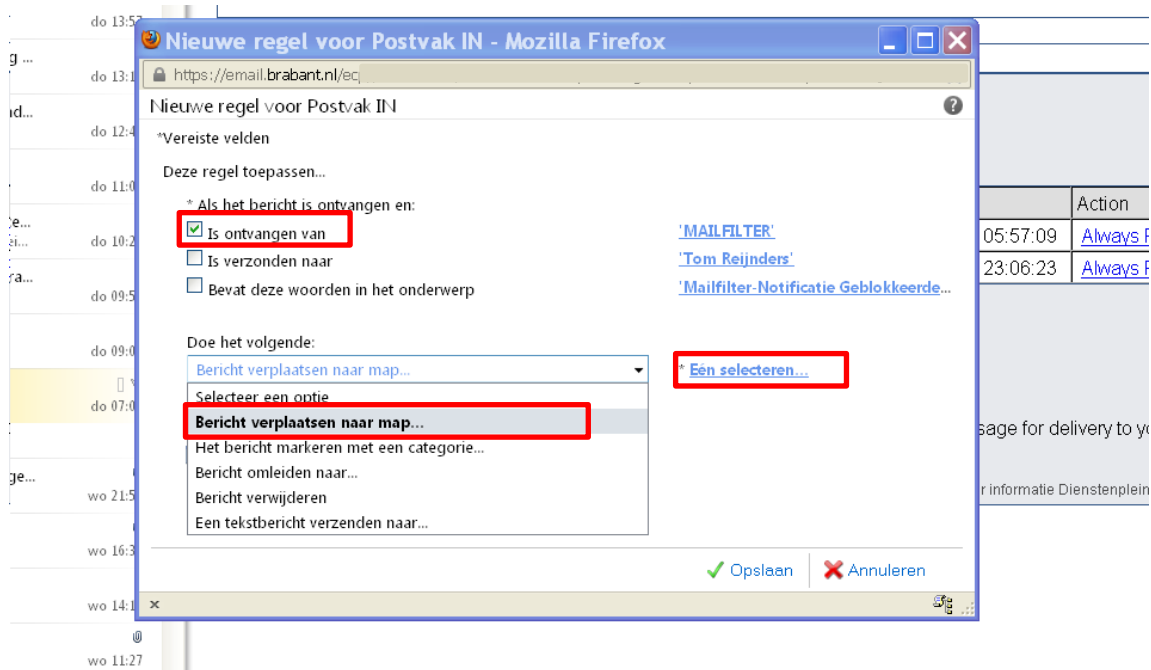 do 13:57
g ...
do 13:1
nd...
do 12:4
do 11:0
do 10:2
ra...
do 09:5
do 09:0
do 07:0
ge...
wo 21:5
wo 16:3
wo 14:1
wo 11:27
Nieuwe regel voor Postvak IN - Mozilla Firefox
https://email.brabant.nl/ec
Nieuwe regel voor Postvak IN
*Vereiste velden
Deze regel toepassen...
* Als het bericht is ontvangen en:
Is ontvangen van 'MAILFILTER'
Is verzonden naar 'Tom Reijnders'
Bevat deze woorden in het onderwerp 'Mailfilter-Notificatie Geblokkeerde...
Doe het volgende:
Bericht verplaatsen naar map... * Eén selecteren...
Selecteer een optie
Bericht verplaatsen naar map...
Het bericht markeren met een categorie...
Bericht omleiden naar...
Bericht verwijderen
Een tekstbericht verzenden naar...
Opslaan Annuleren
Action
05:57:09 Always
23:06:23 Always
sage for delivery to yo
r informatie Dienstenplein